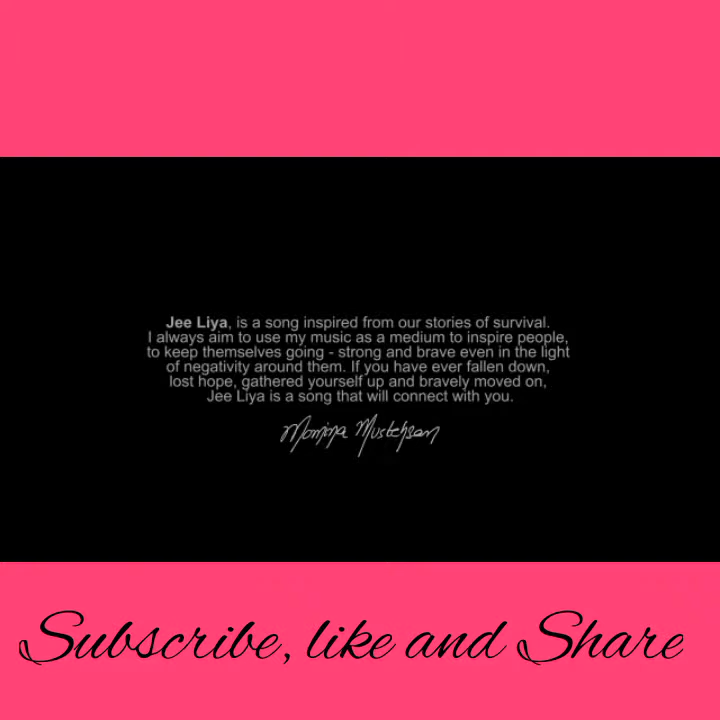 Jee Liya, is a song inspired from our stories of survival.
I always aim to use my music as a medium to inspire people,
to keep themselves going - strong and brave even in the light
of negativity around them. If you have ever fallen down,
lost hope, gathered yourself up and bravely moved on,
Jee Liya is a song that will connect with you.
Momina Mustehsan
Subscribe, like and Share